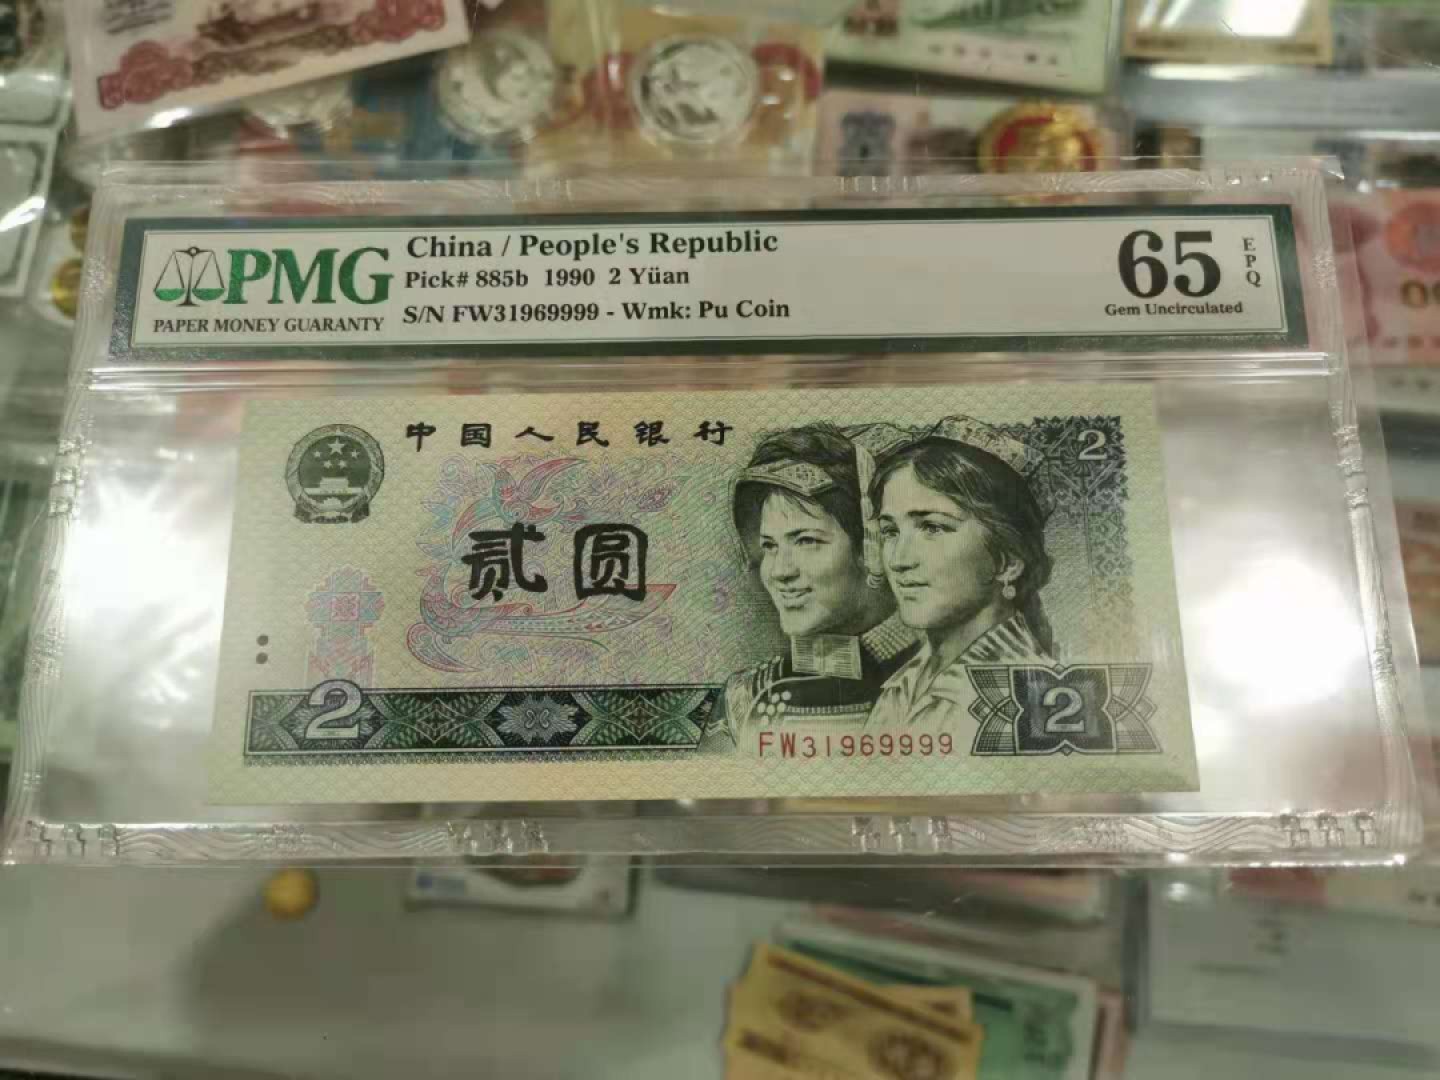 PMG
PAPER MONEY GUARANTY
China / People's Republic
Pick# 885b 1990 2 Yüan
S/N FW31969999 - Wmk: Pu Coin
65
EPQ
Gem Uncirculated
中国人民银行
2
贰圆
2
2
FW31969999